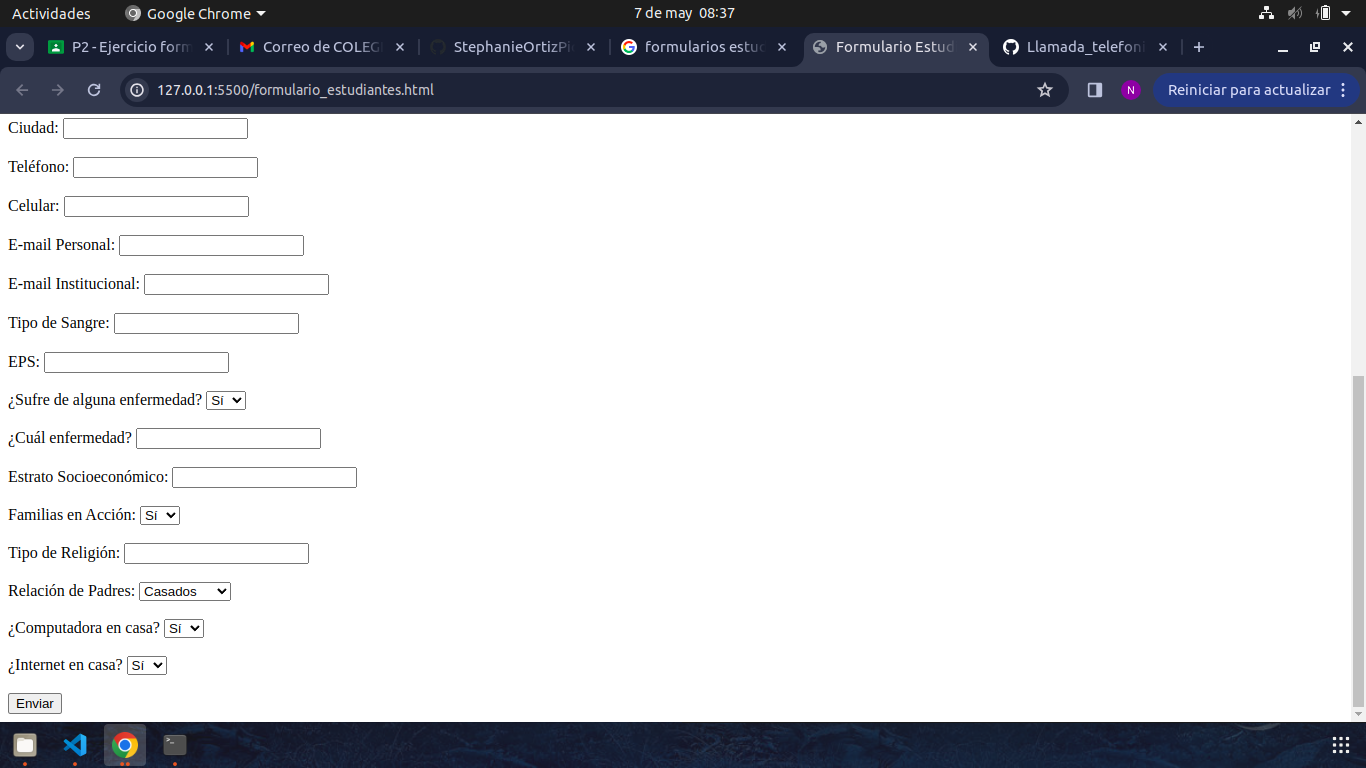 Actividades Google Chrome 7 de may 08:37
P2 - Ejercicio form Correo de COLEG StephanieOrtizPi formularios estud Formulario Estud Llamada_telefoni
127.0.0.1:5500/formulario_estudiantes.html N Reiniciar para actualizar
Ciudad:
Teléfono:
Celular:
E-mail Personal:
E-mail Institucional:
Tipo de Sangre:
EPS:
¿Sufre de alguna enfermedad? Sí
¿Cuál enfermedad?
Estrato Socioeconómico:
Familias en Acción: Sí
Tipo de Religión:
Relación de Padres: Casados
¿Computadora en casa? Sí
¿Internet en casa? Sí
Enviar